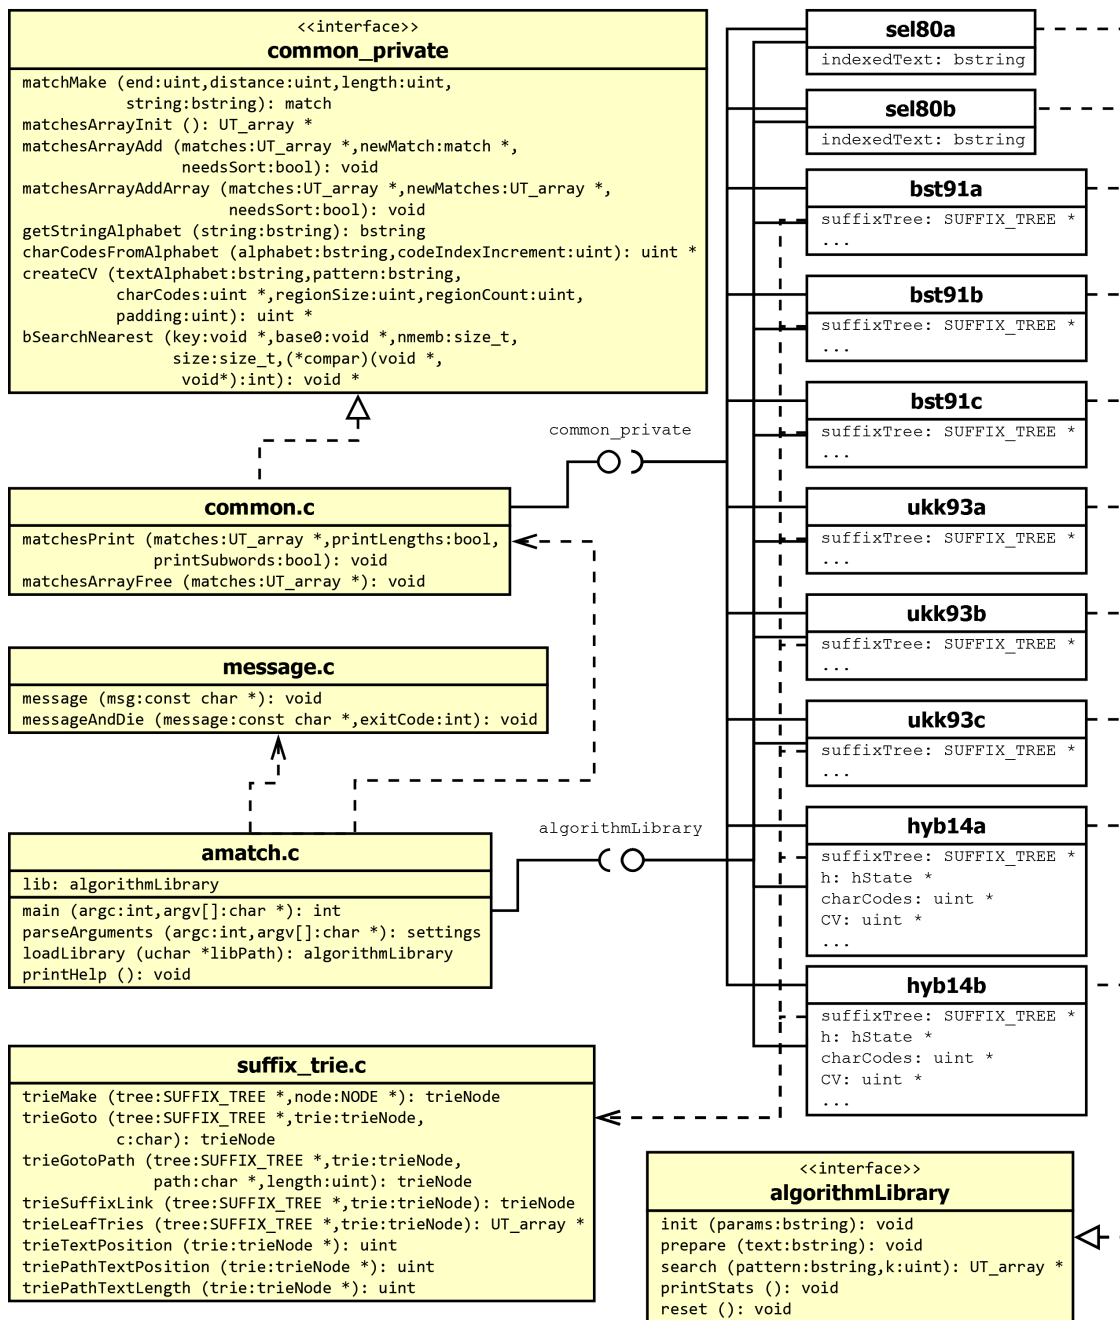 <<interface>>
common_private
matchMake (end:uint,distance:uint,length:uint,
string:bstring): match
matchesArrayInit (): UT_array *
matchesArrayAdd (matches:UT_array *,newMatch:match *,
needsSort:bool): void
matchesArrayAddArray (matches:UT_array *,newMatches:UT_array *,
needsSort:bool): void
getStringAlphabet (string:bstring): bstring
charCodesFromAlphabet (alphabet:bstring,codeIndexIncrement:uint): uint *
createCV (textAlphabet:bstring,pattern:bstring,
charCodes:uint *,regionSize:uint,regionCount:uint,
padding:uint): uint *
bSearchNearest (key:void *,base0:void *,nmemb:size_t,
size:size_t,(*compar)(void *,
void*):int): void *
common_private
common.c
matchesPrint (matches:UT_array *,printLengths:bool,
printSubwords:bool): void
matchesArrayFree (matches:UT_array *): void
message.c
message (msg:const char *): void
messageAndDie (message:const char *,exitCode:int): void
algorithmLibrary
amatch.c
lib: algorithmLibrary
main (argc:int,argv[]:char *): int
parseArguments (argc:int,argv[]:char *): settings
loadLibrary (uchar *libPath): algorithmLibrary
printHelp (): void
suffix_trie.c
trieMake (tree:SUFFIX_TREE *,node:NODE *): trieNode
trieGoto (tree:SUFFIX_TREE *,trie:trieNode,
c:char): trieNode
trieGotoPath (tree:SUFFIX_TREE *,trie:trieNode,
path:char *,length:uint): trieNode
trieSuffixLink (tree:SUFFIX_TREE *,trie:trieNode): trieNode
trieLeafTries (tree:SUFFIX_TREE *,trie:trieNode): UT_array *
trieTextPosition (trie:trieNode *): uint
triePathTextPosition (trie:trieNode *): uint
triePathTextLength (trie:trieNode *): uint
sel80a
indexedText: bstring
sel80b
indexedText: bstring
bst91a
suffixTree: SUFFIX_TREE *
...
bst91b
suffixTree: SUFFIX_TREE *
...
bst91c
suffixTree: SUFFIX_TREE *
...
ukk93a
suffixTree: SUFFIX_TREE *
...
ukk93b
suffixTree: SUFFIX_TREE *
...
ukk93c
suffixTree: SUFFIX_TREE *
...
hyb14a
suffixTree: SUFFIX_TREE *
h: hState *
charCodes: uint *
CV: uint *
...
hyb14b
suffixTree: SUFFIX_TREE *
h: hState *
charCodes: uint *
CV: uint *
...
<<interface>>
algorithmLibrary
init (params:bstring): void
prepare (text:bstring): void
search (pattern:bstring,k:uint): UT_array *
printStats (): void
reset (): void